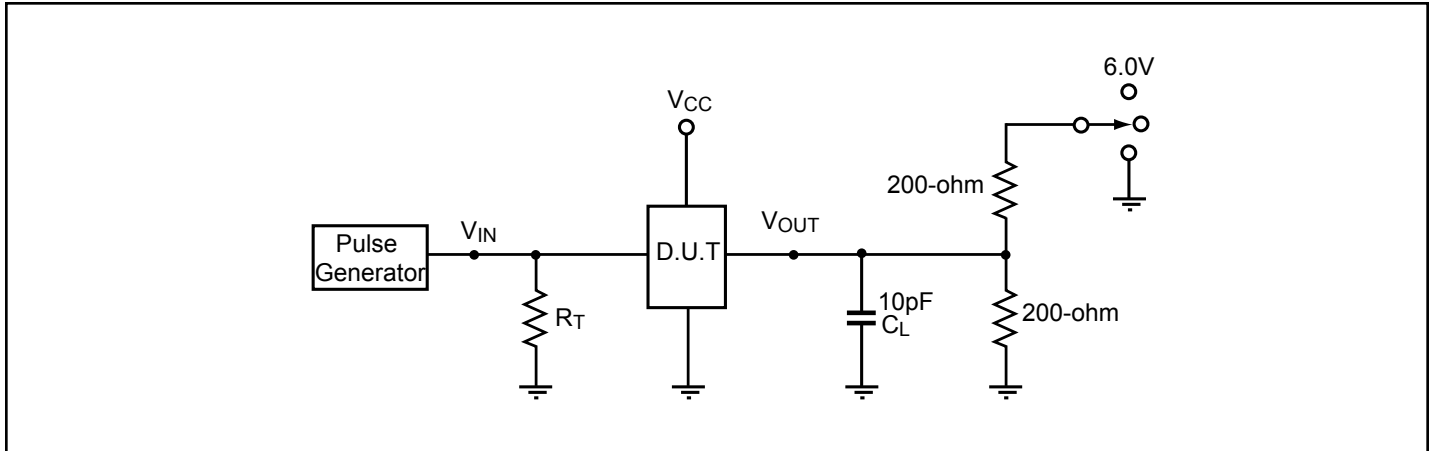 6.0V
VCC
200-ohm
Pulse
Generator
VIN
D.U.T
VOUT
RT
10pF
CL
200-ohm